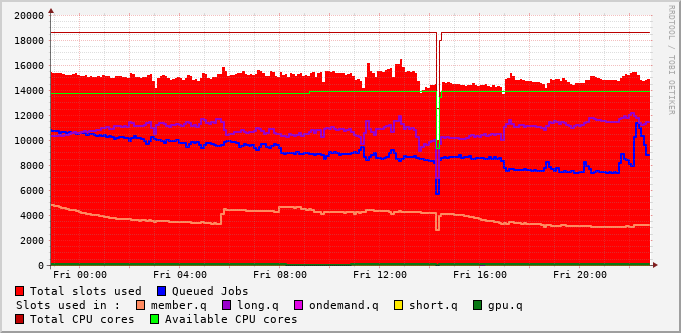 20000
18000
16000
14000
12000
10000
8000
6000
4000
2000
0
Fri 00:00 Fri 04:00 Fri 08:00 Fri 12:00 Fri 16:00 Fri 20:00
RRDTOOL / TOBI OETIKER
Total slots used Queued Jobs
Slots used in : member.q long.q ondemand.q short.q gpu.q
Total CPU cores Available CPU cores